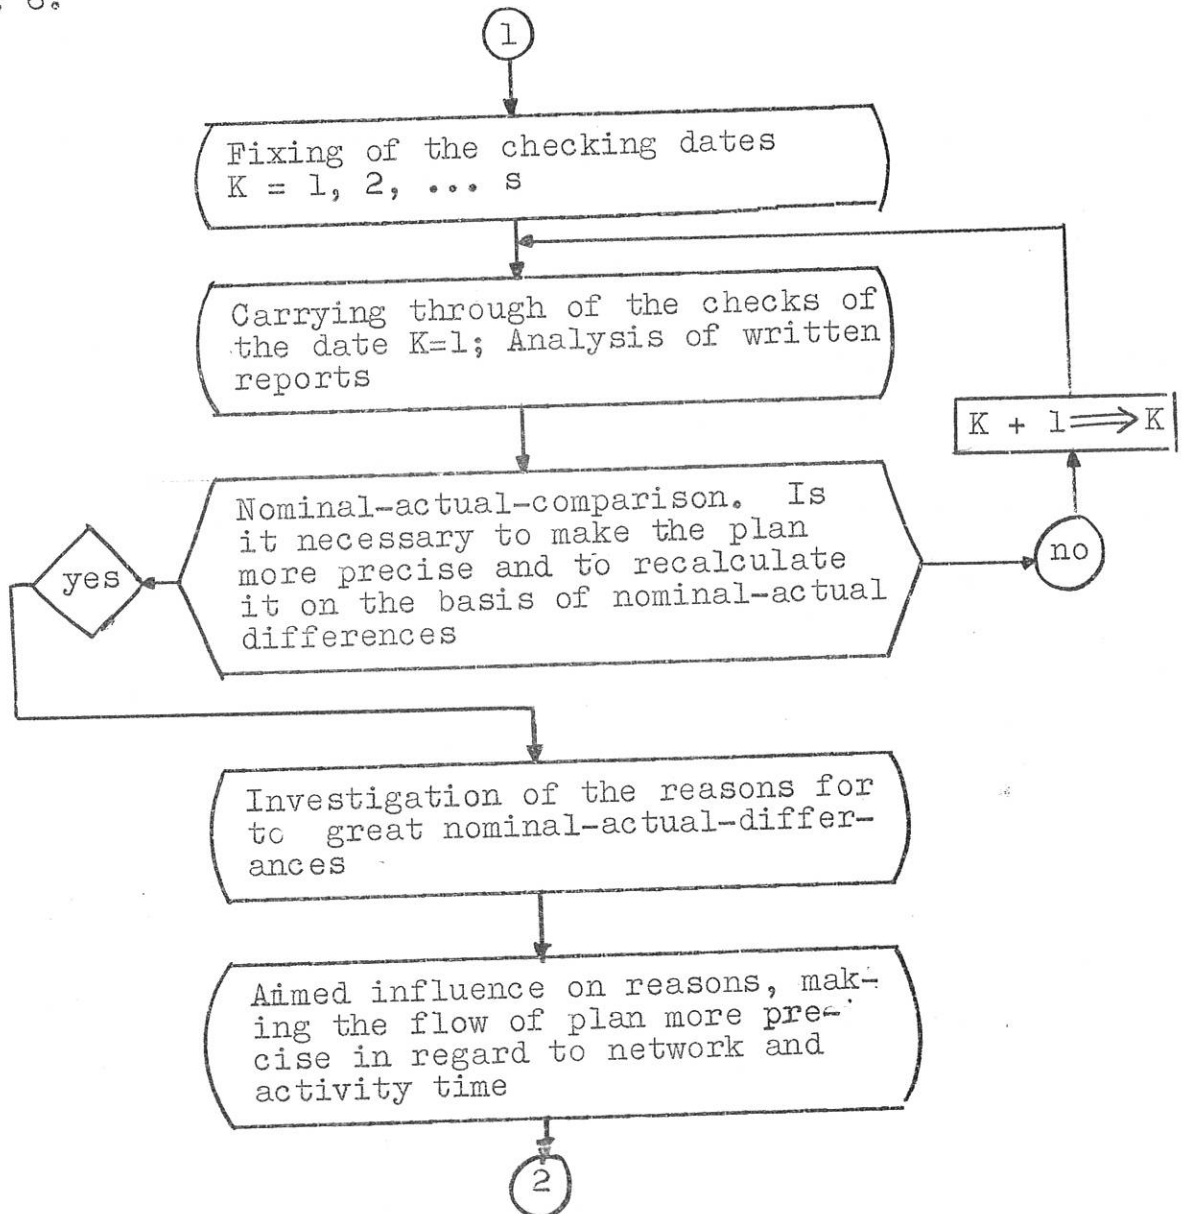 1
Fixing of the checking dates
K = 1, 2, ... s
Carrying through of the checks of
the date K=1; Analysis of written
reports
K + 1 ⟹ K
Nominal-actual-comparison. Is
it necessary to make the plan
more precise and to recalculate
it on the basis of nominal-actual
differences
yes
no
Investigation of the reasons for
to great nominal-actual-differ-
ances
Aimed influence on reasons, mak-
ing the flow of plan more pre-
cise in regard to network and
activity time
2